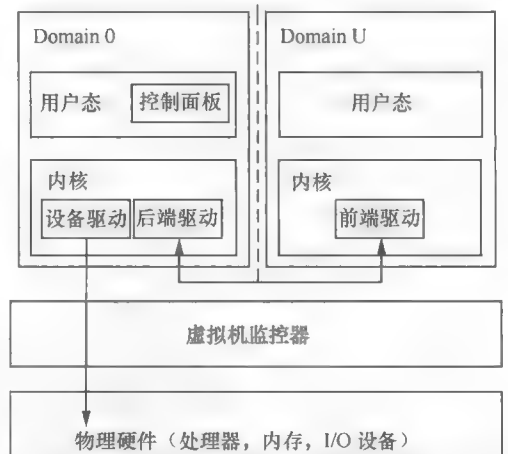 Domain 0
用户态
控制面板
内核
设备驱动
后端驱动
Domain U
用户态
内核
前端驱动
虚拟机监控器
物理硬件（处理器，内存，I/O 设备）